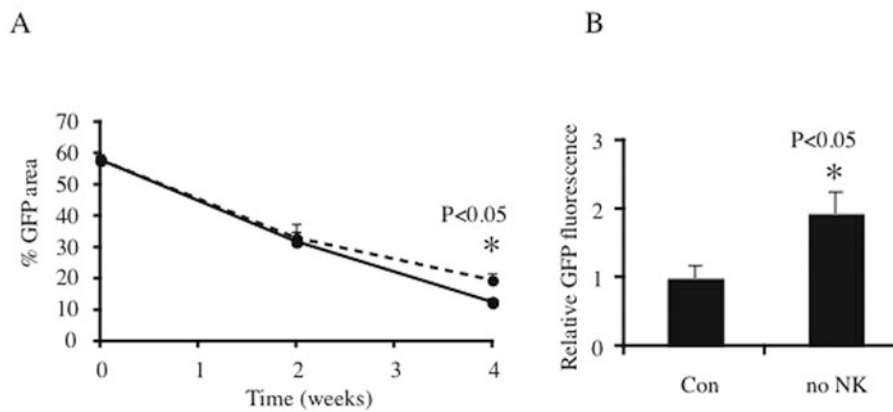 A
% GFP area
70
60
50
40
30
20
10
0
P<0.05
*
0 1 2 3 4
Time (weeks)
B
Relative GFP fluorescence
3
2
1
0
P<0.05
*
Con no NK